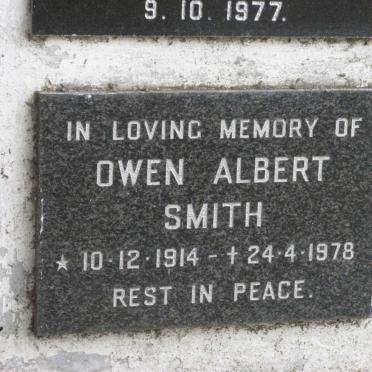 9. 10. 1977.
IN LOVING MEMORY OF
OWEN ALBERT
SMITH
★ 10·12·1914 - ✝ 24·4·1978
REST IN PEACE.